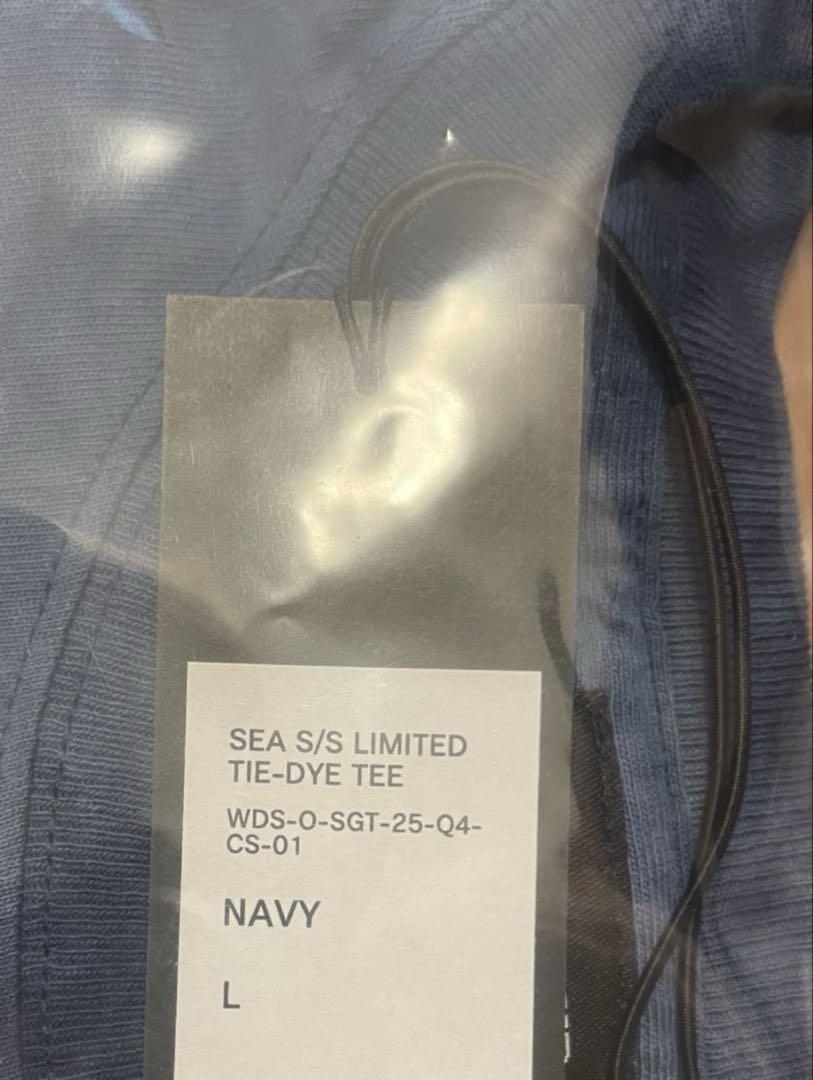 SEA S/S LIMITED
TIE-DYE TEE
WDS-O-SGT-25-Q4-
CS-01
NAVY
L